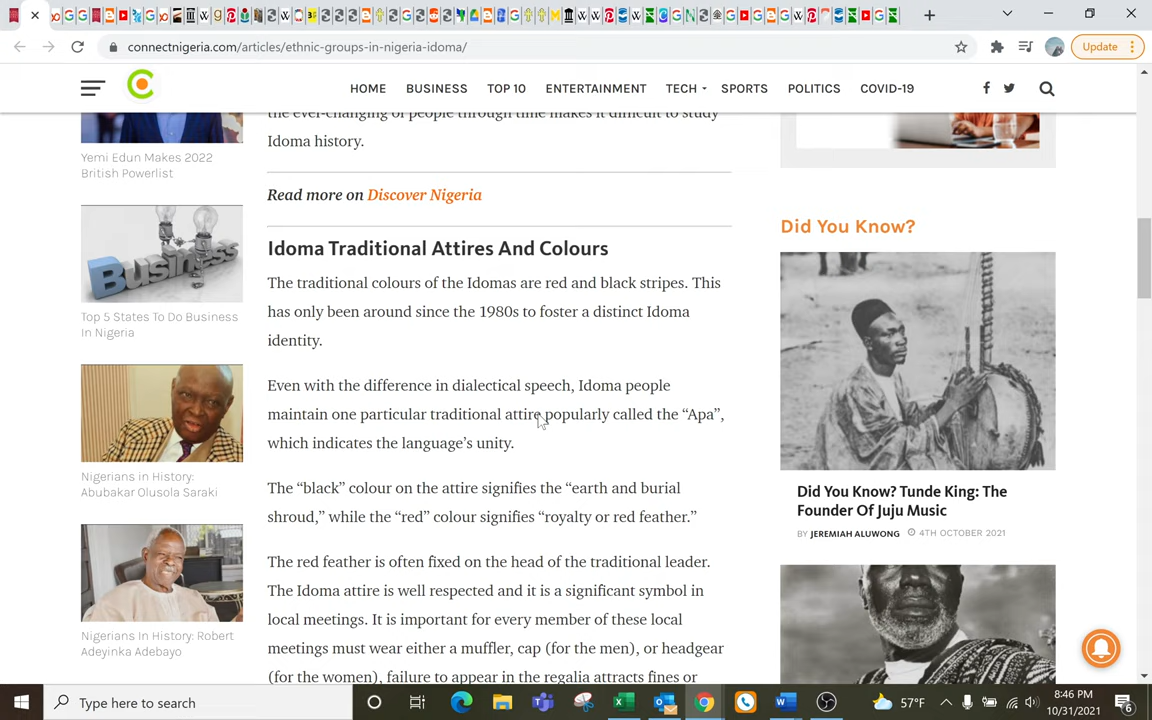 connectnigeria.com/articles/ethnic-groups-in-nigeria-idoma/
Update
HOME BUSINESS TOP 10 ENTERTAINMENT TECH SPORTS POLITICS COVID-19
Yemi Edun Makes 2022
British Powerlist
Business
Top 5 States To Do Business
In Nigeria
Nigerians in History:
Abubakar Olusola Saraki
Nigerians In History: Robert
Adeyinka Adebayo
the ever-changing of people through time makes it difficult to study
Idoma history.
Read more on Discover Nigeria
Idoma Traditional Attires And Colours
The traditional colours of the Idomas are red and black stripes. This
has only been around since the 1980s to foster a distinct Idoma
identity.
Even with the difference in dialectical speech, Idoma people
maintain one particular traditional attire popularly called the “Apa”,
which indicates the language’s unity.
The “black” colour on the attire signifies the “earth and burial
shroud,” while the “red” colour signifies “royalty or red feather.”
The red feather is often fixed on the head of the traditional leader.
The Idoma attire is well respected and it is a significant symbol in
local meetings. It is important for every member of these local
meetings must wear either a muffler, cap (for the men), or headgear
(for the women), failure to appear in the regalia attracts fines or
Did You Know?
Did You Know? Tunde King: The
Founder Of Juju Music
BY JEREMIAH ALUWONG 4TH OCTOBER 2021
Type here to search
57°F
8:46 PM
10/31/2021
6